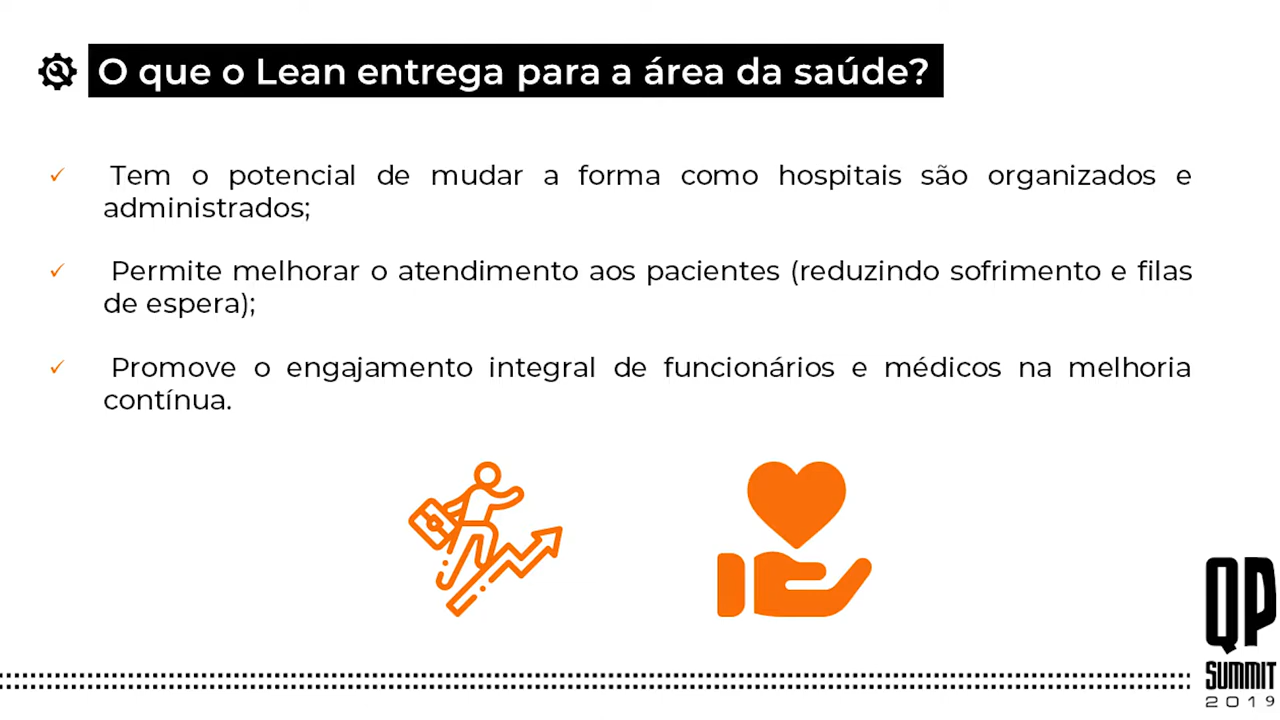 O que o Lean entrega para a área da saúde?
Tem o potencial de mudar a forma como hospitais são organizados e
administrados;
Permite melhorar o atendimento aos pacientes (reduzindo sofrimento e filas
de espera);
Promove o engajamento integral de funcionários e médicos na melhoria
contínua.
QP
SUMMIT
2019